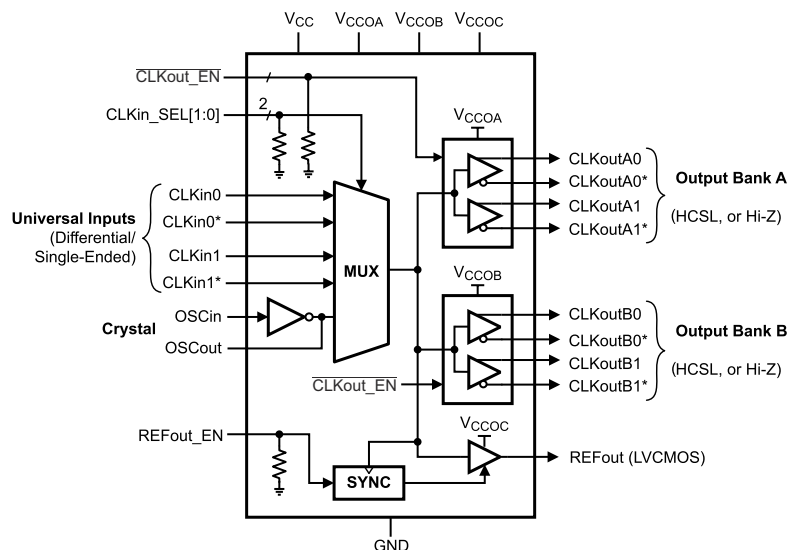 VCC VCCOA VCCOB VCCOC
CLKout_EN
CLKin_SEL[1:0]
2
VCCOA
CLKoutA0
CLKoutA0*
CLKoutA1
CLKoutA1*
Output Bank A
(HCSL, or Hi-Z)
Universal Inputs
(Differential/
Single-Ended)
CLKin0
CLKin0*
CLKin1
CLKin1*
MUX
Crystal
OSCin
OSCout
VCCOB
CLKoutB0
CLKoutB0*
CLKoutB1
CLKoutB1*
Output Bank B
(HCSL, or Hi-Z)
CLKout_EN
REFout_EN
SYNC
VCCOC
REFout (LVCMOS)
GND